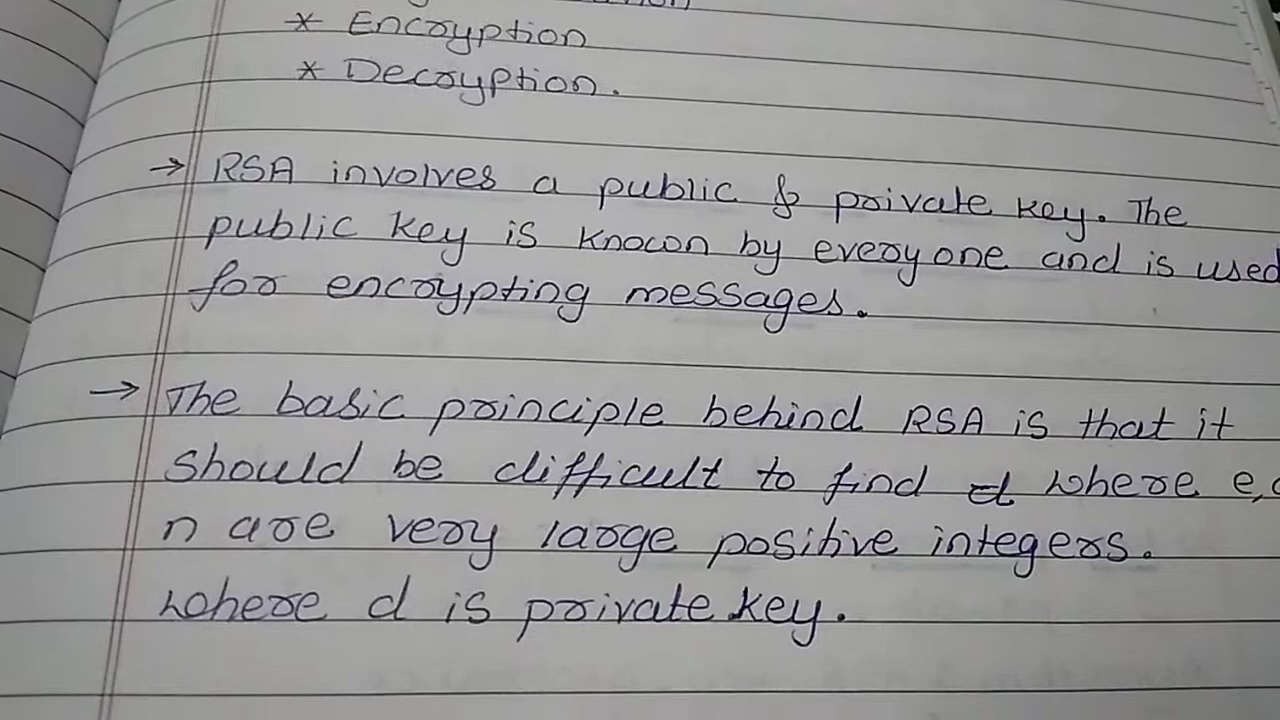 * Encryption
* Decryption.
→ RSA involves a public & private key. The
public key is known by everyone and is used
for encrypting messages.
→ The basic principle behind RSA is that it
should be difficult to find d where e,
n are very large positive integers.
where d is private key.